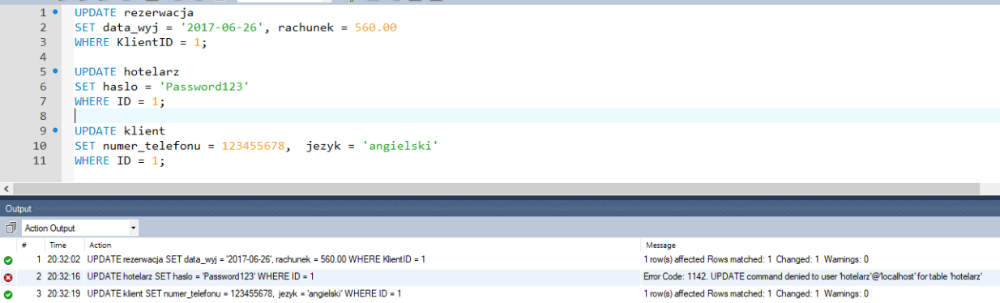 1 UPDATE rezerwacja
2 SET data_wyj = '2017-06-26', rachunek = 560.00
3 WHERE KlientID = 1;
4
5 UPDATE hotelarz
6 SET haslo = 'Password123'
7 WHERE ID = 1;
8
9 UPDATE klient
10 SET numer_telefonu = 123455678, jezyk = 'angielski'
11 WHERE ID = 1;
Output
Action Output
# Time Action Message
1 20:32:02 UPDATE rezerwacja SET data_wyj = '2017-06-26', rachunek = 560.00 WHERE KlientID = 1 1 row(s) affected Rows matched: 1 Changed: 1 Warnings: 0
2 20:32:16 UPDATE hotelarz SET haslo = 'Password123' WHERE ID = 1 Error Code: 1142. UPDATE command denied to user 'hotelarz'@'localhost' for table 'hotelarz'
3 20:32:19 UPDATE klient SET numer_telefonu = 123455678, jezyk = 'angielski' WHERE ID = 1 1 row(s) affected Rows matched: 1 Changed: 1 Warnings: 0